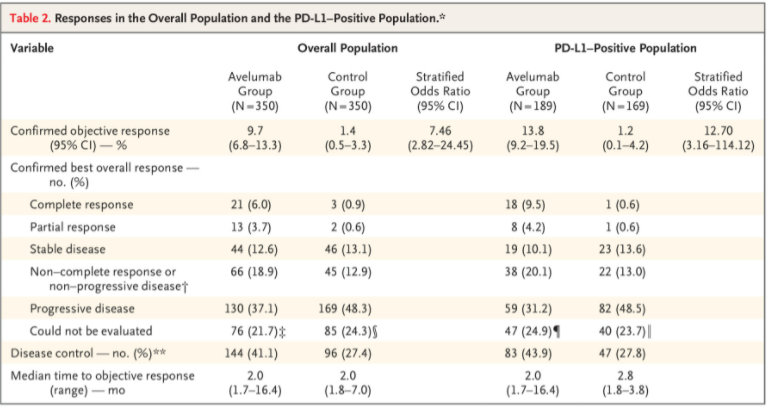 Table 2. Responses in the Overall Population and the PD-L1–Positive Population.*
Variable Overall Population PD-L1–Positive Population
Avelumab Group (N=350) Control Group (N=350) Stratified Odds Ratio (95% CI) Avelumab Group (N=189) Control Group (N=169) Stratified Odds Ratio (95% CI)
Confirmed objective response 9.7 1.4 7.46 13.8 1.2 12.70
(95% CI) — % (6.8–13.3) (0.5–3.3) (2.82–24.45) (9.2–19.5) (0.1–4.2) (3.16–114.12)
Confirmed best overall response —
no. (%)
Complete response 21 (6.0) 3 (0.9) 18 (9.5) 1 (0.6)
Partial response 13 (3.7) 2 (0.6) 8 (4.2) 1 (0.6)
Stable disease 44 (12.6) 46 (13.1) 19 (10.1) 23 (13.6)
Non–complete response or 66 (18.9) 45 (12.9) 38 (20.1) 22 (13.0)
non–progressive disease†
Progressive disease 130 (37.1) 169 (48.3) 59 (31.2) 82 (48.5)
Could not be evaluated 76 (21.7)‡ 85 (24.3)§ 47 (24.9)¶ 40 (23.7)‖
Disease control — no. (%)** 144 (41.1) 96 (27.4) 83 (43.9) 47 (27.8)
Median time to objective response 2.0 2.0 2.0 2.8
(range) — mo (1.7–16.4) (1.8–7.0) (1.7–16.4) (1.8–3.8)